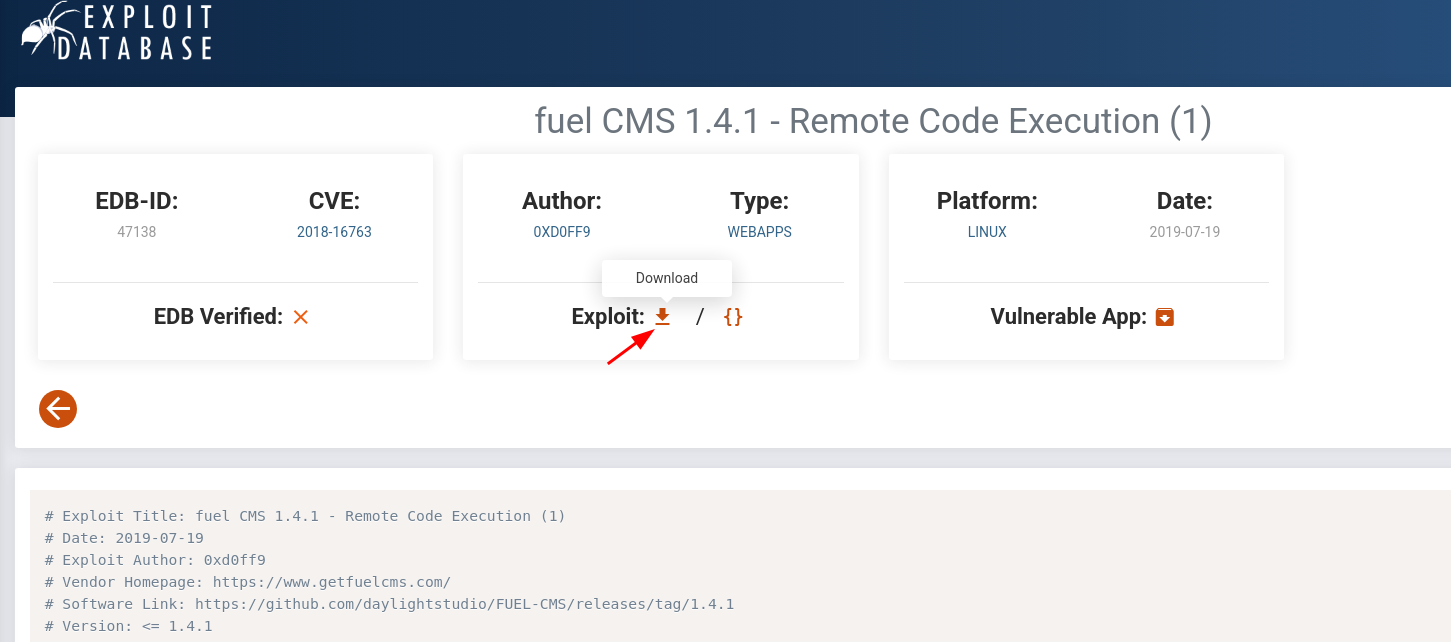 EXPLOIT
DATABASE
fuel CMS 1.4.1 - Remote Code Execution (1)
EDB-ID:
47138
CVE:
2018-16763
EDB Verified:
Author:
0XD0FF9
Type:
WEBAPPS
Download
Exploit: / {}
Platform:
LINUX
Date:
2019-07-19
Vulnerable App:
# Exploit Title: fuel CMS 1.4.1 - Remote Code Execution (1)
# Date: 2019-07-19
# Exploit Author: 0xd0ff9
# Vendor Homepage: https://www.getfuelcms.com/
# Software Link: https://github.com/daylightstudio/FUEL-CMS/releases/tag/1.4.1
# Version: <= 1.4.1